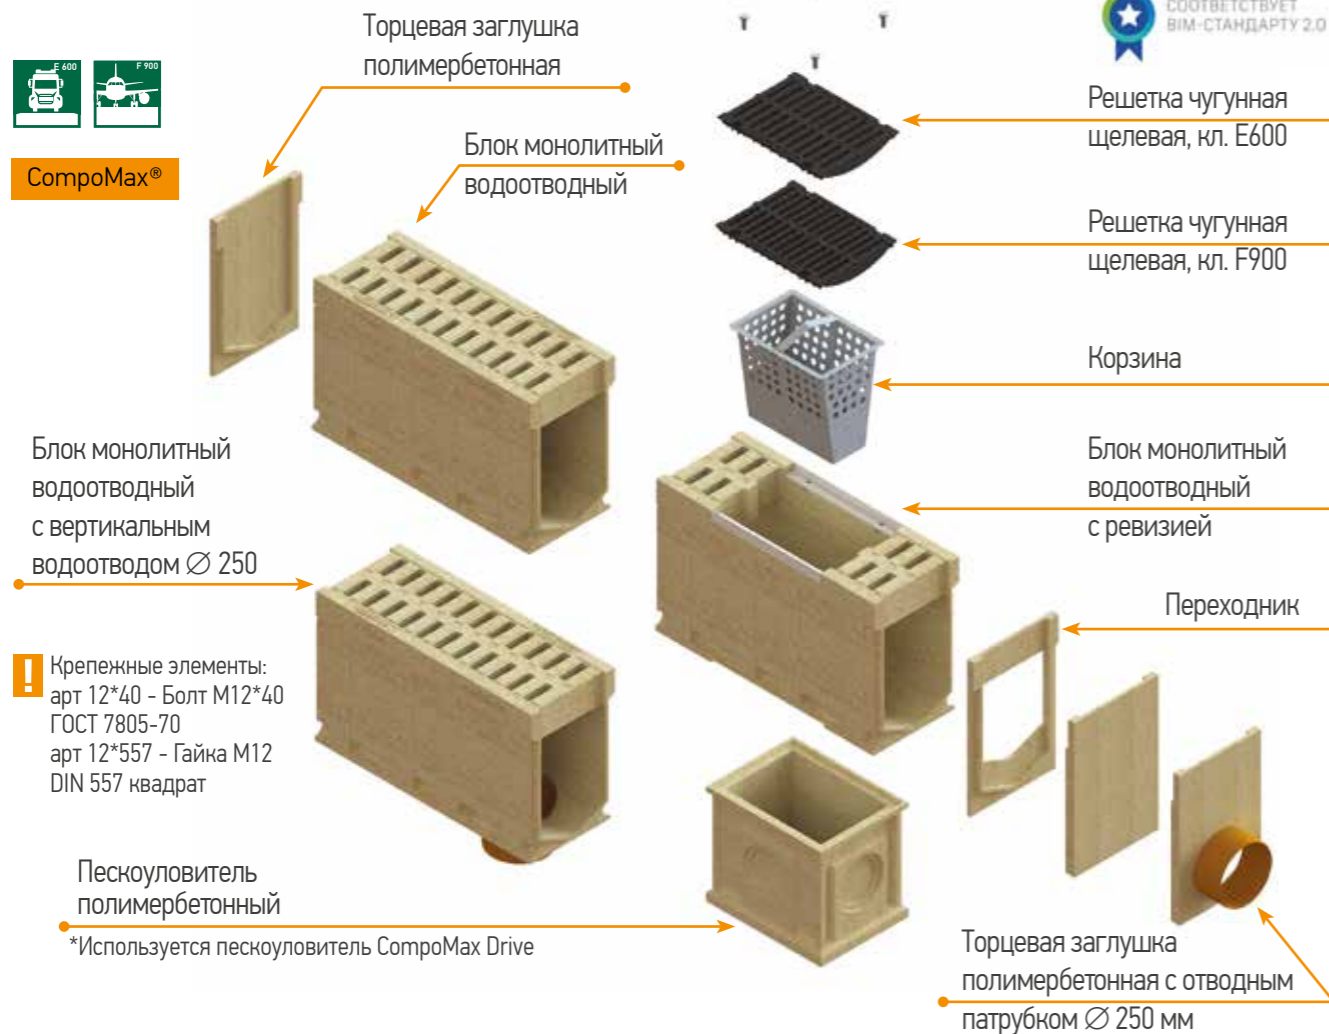 СООТВЕТСТВУЕТ
BIM-СТАНДАРТУ 2.0
E 600
F 900
CompoMax®
Торцевая заглушка
полимербетонная
Блок монолитный
водоотводный
Решетка чугунная
щелевая, кл. E600
Решетка чугунная
щелевая, кл. F900
Корзина
Блок монолитный
водоотводный
с ревизией
Переходник
Блок монолитный
водоотводный
с вертикальным
водоотводом ∅ 250
!
Крепежные элементы:
арт 12*40 - Болт М12*40
ГОСТ 7805-70
арт 12*557 - Гайка М12
DIN 557 квадрат
Пескоуловитель
полимербетонный
*Используется пескоуловитель CompoMax Drive
Торцевая заглушка
полимербетонная с отводным
патрубком ∅ 250 мм